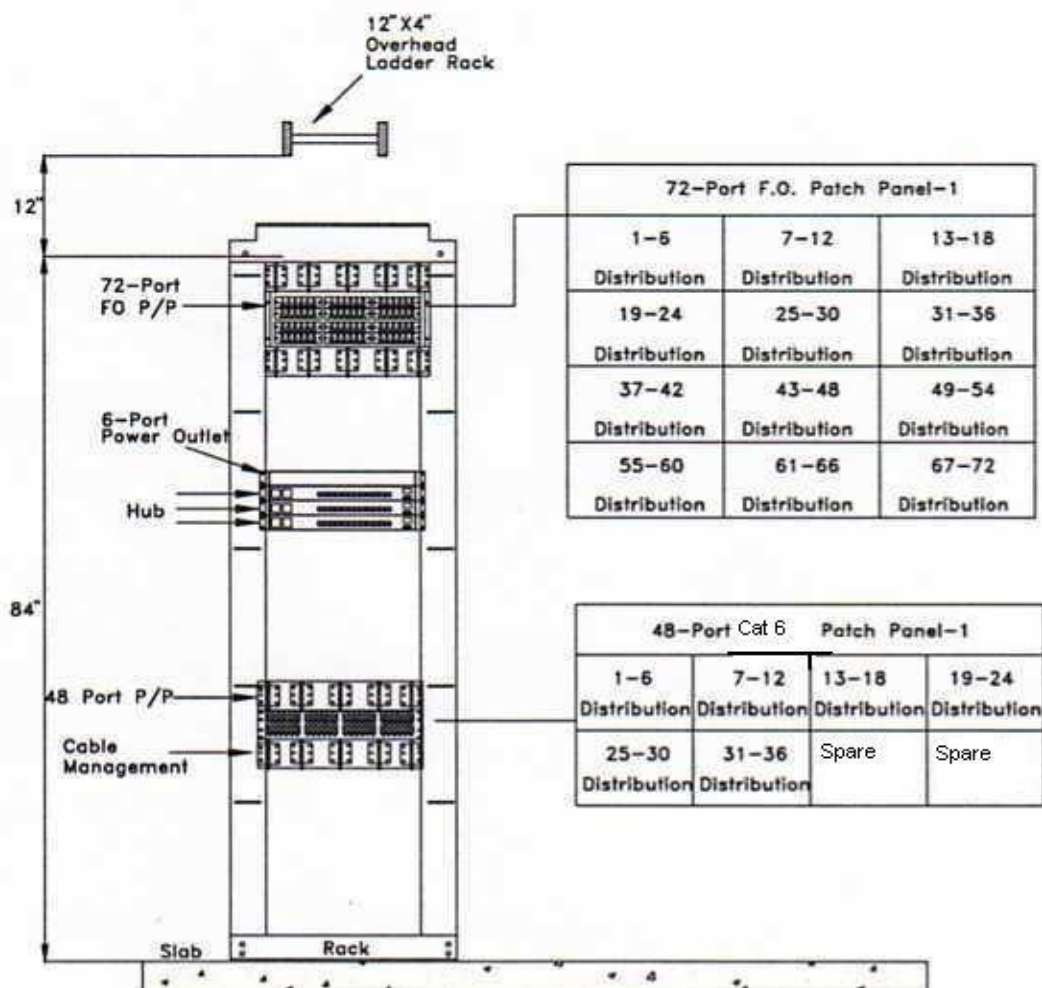 12"X4"
Overhead
Ladder Rack
12"
72-Port
FO P/P
6-Port
Power Outlet
Hub
84"
48 Port P/P
Cable
Management
Slab
Rack
72-Port F.O. Patch Panel-1
1-6 7-12 13-18
Distribution Distribution Distribution
19-24 25-30 31-36
Distribution Distribution Distribution
37-42 43-48 49-54
Distribution Distribution Distribution
55-60 61-66 67-72
Distribution Distribution Distribution
48-Port Cat 6 Patch Panel-1
1-6 7-12 13-18 19-24
Distribution Distribution Distribution Distribution
25-30 31-36 Spare Spare
Distribution Distribution